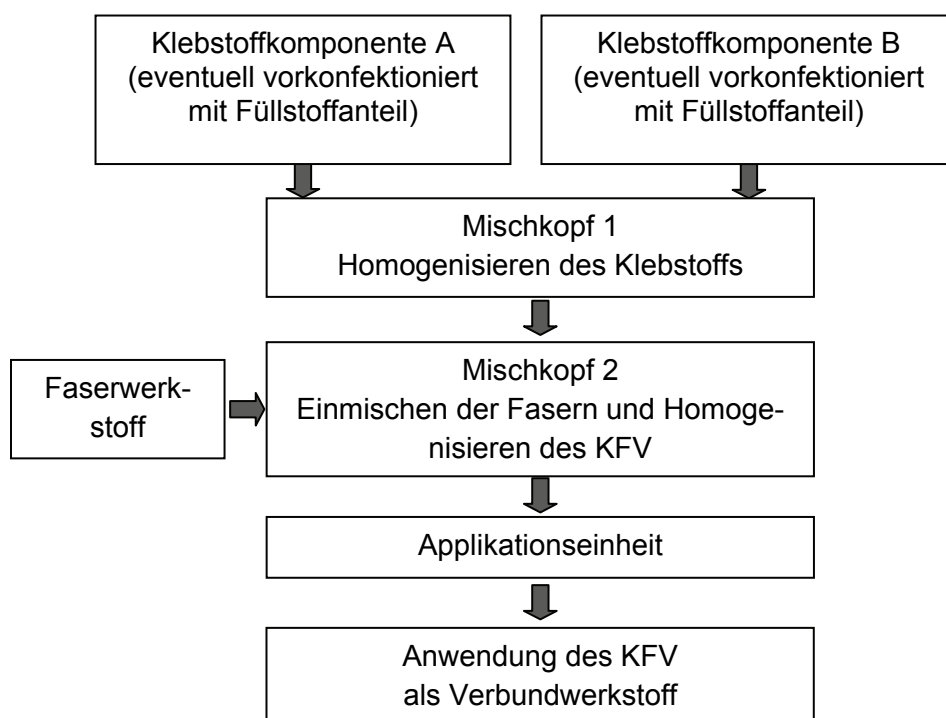 Klebstoffkomponente A
(eventuell vorkonfektioniert
mit Füllstoffanteil)
Klebstoffkomponente B
(eventuell vorkonfektioniert
mit Füllstoffanteil)
Mischkopf 1
Homogenisieren des Klebstoffs
Faserwerk-
stoff
Mischkopf 2
Einmischen der Fasern und Homoge-
nisieren des KFV
Applikationseinheit
Anwendung des KFV
als Verbundwerkstoff